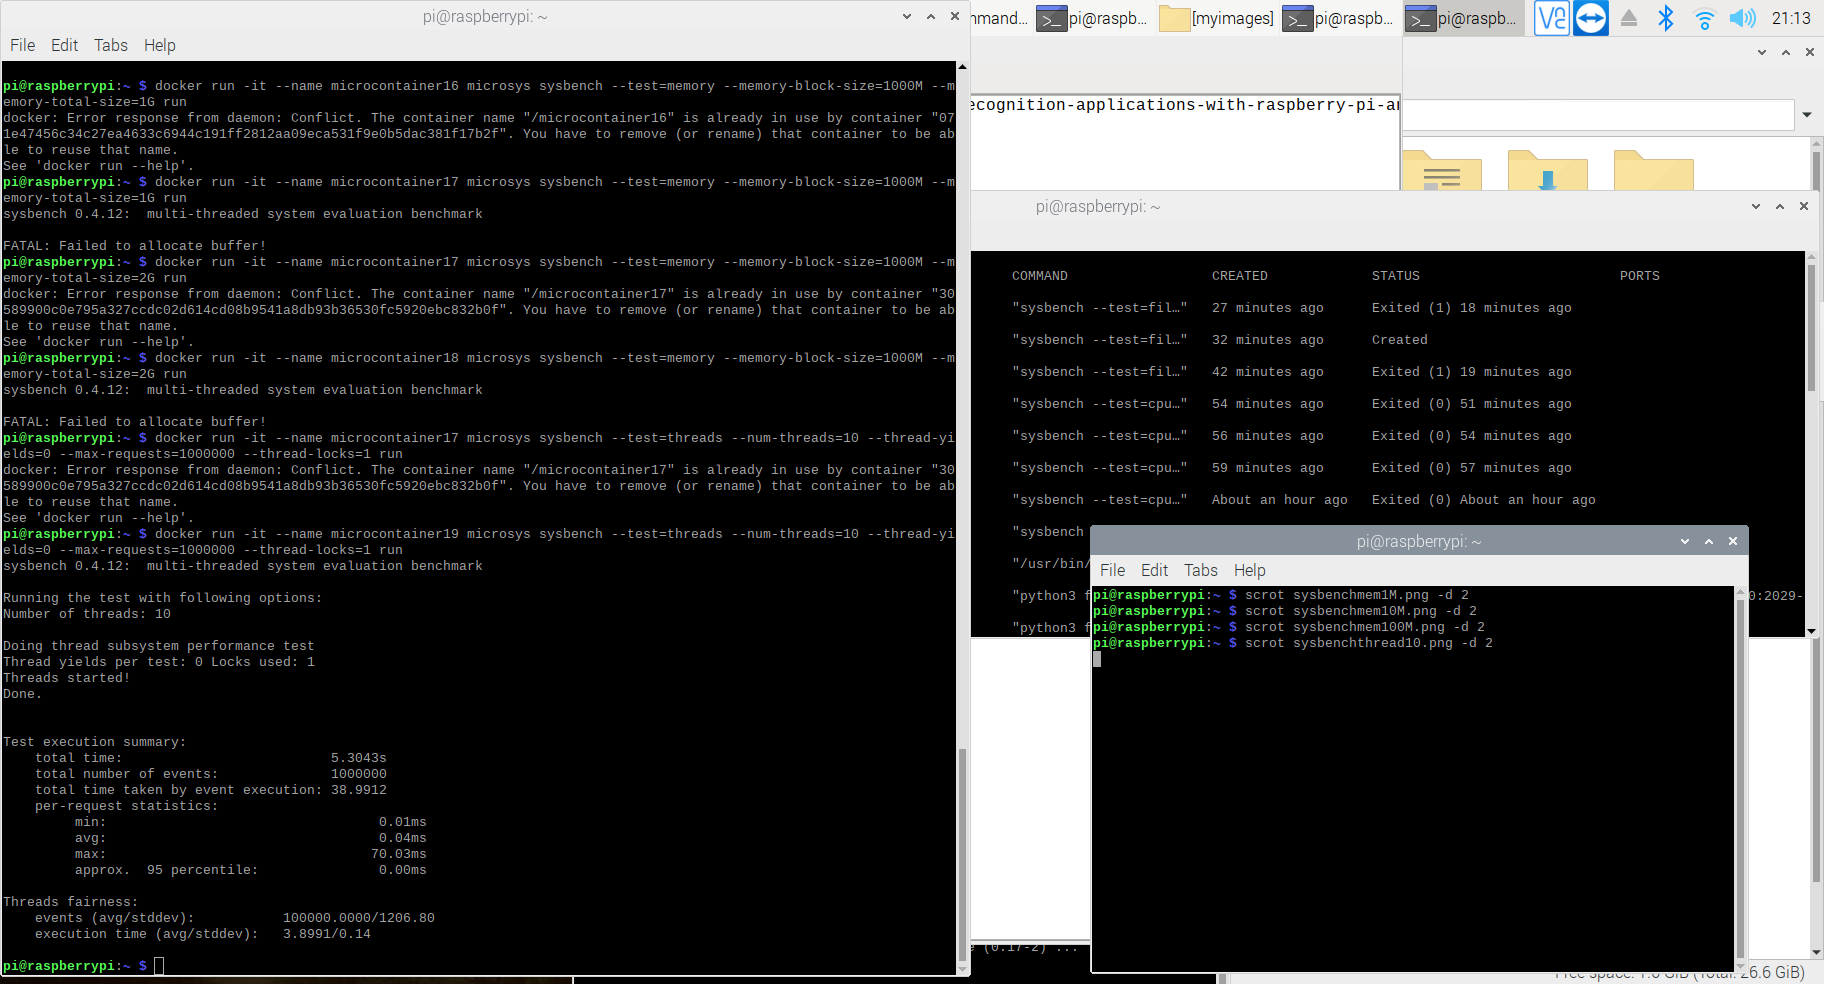 pi@raspberrypi: ~
File Edit Tabs Help
pi@raspberrypi:~ $ docker run -it --name microcontainer16 microsys sysbench --test=memory --memory-block-size=1000M --m
emory-total-size=1G run
docker: Error response from daemon: Conflict. The container name "/microcontainer16" is already in use by container "07
1e47456c34c27ea4633c6944c191ff2812aa09eca531f9e0b5dac381f17b2f". You have to remove (or rename) that container to be ab
le to reuse that name.
See 'docker run --help'.
pi@raspberrypi:~ $ docker run -it --name microcontainer17 microsys sysbench --test=memory --memory-block-size=1000M --m
emory-total-size=1G run
sysbench 0.4.12:  multi-threaded system evaluation benchmark
FATAL: Failed to allocate buffer!
pi@raspberrypi:~ $ docker run -it --name microcontainer17 microsys sysbench --test=memory --memory-block-size=1000M --m
emory-total-size=2G run
docker: Error response from daemon: Conflict. The container name "/microcontainer17" is already in use by container "30
589900c0e795a327ccdc02d614cd08b9541a8db93b36530fc5920ebc832b0f". You have to remove (or rename) that container to be ab
le to reuse that name.
See 'docker run --help'.
pi@raspberrypi:~ $ docker run -it --name microcontainer18 microsys sysbench --test=memory --memory-block-size=1000M --m
emory-total-size=2G run
sysbench 0.4.12:  multi-threaded system evaluation benchmark
FATAL: Failed to allocate buffer!
pi@raspberrypi:~ $ docker run -it --name microcontainer17 microsys sysbench --test=threads --num-threads=10 --thread-yi
elds=0 --max-requests=1000000 --thread-locks=1 run
docker: Error response from daemon: Conflict. The container name "/microcontainer17" is already in use by container "30
589900c0e795a327ccdc02d614cd08b9541a8db93b36530fc5920ebc832b0f". You have to remove (or rename) that container to be ab
le to reuse that name.
See 'docker run --help'.
pi@raspberrypi:~ $ docker run -it --name microcontainer19 microsys sysbench --test=threads --num-threads=10 --thread-yi
elds=0 --max-requests=1000000 --thread-locks=1 run
sysbench 0.4.12:  multi-threaded system evaluation benchmark
Running the test with following options:
Number of threads: 10
Doing thread subsystem performance test
Thread yields per test: 0 Locks used: 1
Threads started!
Done.
Test execution summary:
total time: 5.3043s
total number of events: 1000000
total time taken by event execution: 38.9912
per-request statistics:
min: 0.01ms
avg: 0.04ms
max: 70.03ms
approx.  95 percentile: 0.00ms
Threads fairness:
events (avg/stddev): 100000.0000/1206.80
execution time (avg/stddev): 3.8991/0.14
pi@raspberrypi:~ $
mmand... pi@raspb... [myimages] pi@raspb... pi@raspb... 21:13
ecognition-applications-with-raspberry-pi-a
pi@raspberrypi: ~
COMMAND CREATED STATUS PORTS
"sysbench --test=fil…" 27 minutes ago Exited (1) 18 minutes ago
"sysbench --test=fil…" 32 minutes ago Created
"sysbench --test=fil…" 42 minutes ago Exited (1) 19 minutes ago
"sysbench --test=cpu…" 54 minutes ago Exited (0) 51 minutes ago
"sysbench --test=cpu…" 56 minutes ago Exited (0) 54 minutes ago
"sysbench --test=cpu…" 59 minutes ago Exited (0) 57 minutes ago
"sysbench --test=cpu…" About an hour ago Exited (0) About an hour ago
"sysbench
"/usr/bin/
"python3 f 0:2029-
"python3 f
pi@raspberrypi: ~
File Edit Tabs Help
pi@raspberrypi:~ $ scrot sysbenchmem1M.png -d 2
pi@raspberrypi:~ $ scrot sysbenchmem10M.png -d 2
pi@raspberrypi:~ $ scrot sysbenchmem100M.png -d 2
pi@raspberrypi:~ $ scrot sysbenchthread10.png -d 2
(0.17-2) ...
Free space: GiB (Total: 26.6 GiB)